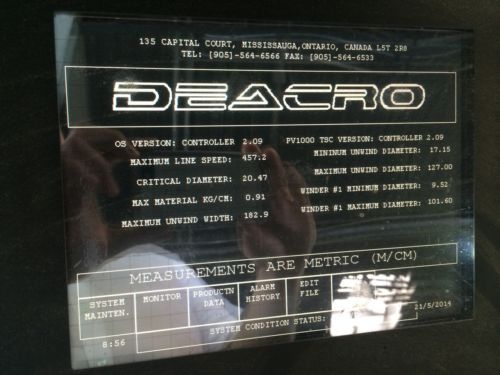 135 CAPITAL COURT, MISSISSAUGA,ONTARIO, CANADA L5T 2R8
TEL: [905]-564-6566 FAX: [905]-564-6533
DEACRO
OS VERSION: CONTROLLER 2.09
MAXIMUM LINE SPEED: 457.2
CRITICAL DIAMETER: 20.47
MAX MATERIAL KG/CM: 0.91
MAXIMUM UNWIND WIDTH: 182.9
PV1000 TSC VERSION: CONTROLLER 2.09
MININUM UNWIND DIAMETER: 17.15
MAXIMUM UNWIND DIAMETER: 127.00
WINDER #1 MINIMUM DIAMETER: 9.52
WINDER #1 MAXIMUM DIAMETER: 101.60
MEASUREMENTS ARE METRIC (M/CM)
SYSTEM MAINTEN.
MONITOR
PRODUCTN DATA
ALARM HISTORY
EDIT FILE
21/5/2014
SYSTEM CONDITION STATUS:
8:56